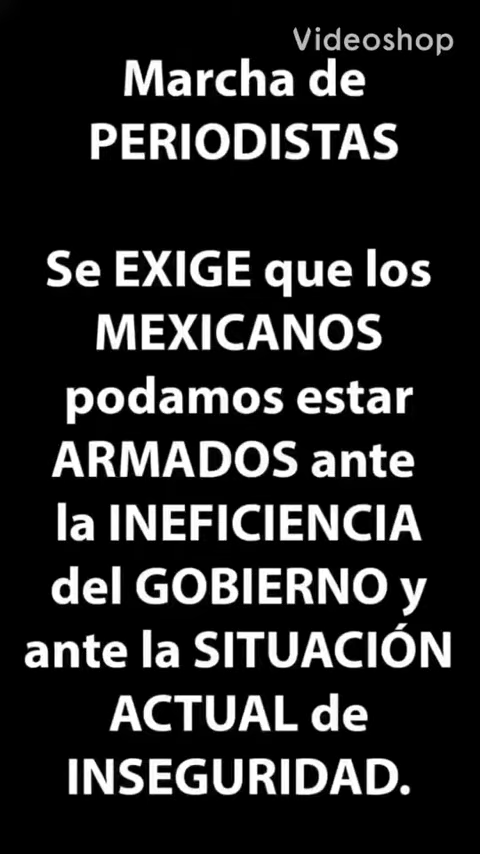 Videoshop
Marcha de
PERIODISTAS
Se EXIGE que los
MEXICANOS
podamos estar
ARMADOS ante
la INEFICIENCIA
del GOBIERNO y
ante la SITUACIÓN
ACTUAL de
INSEGURIDAD.